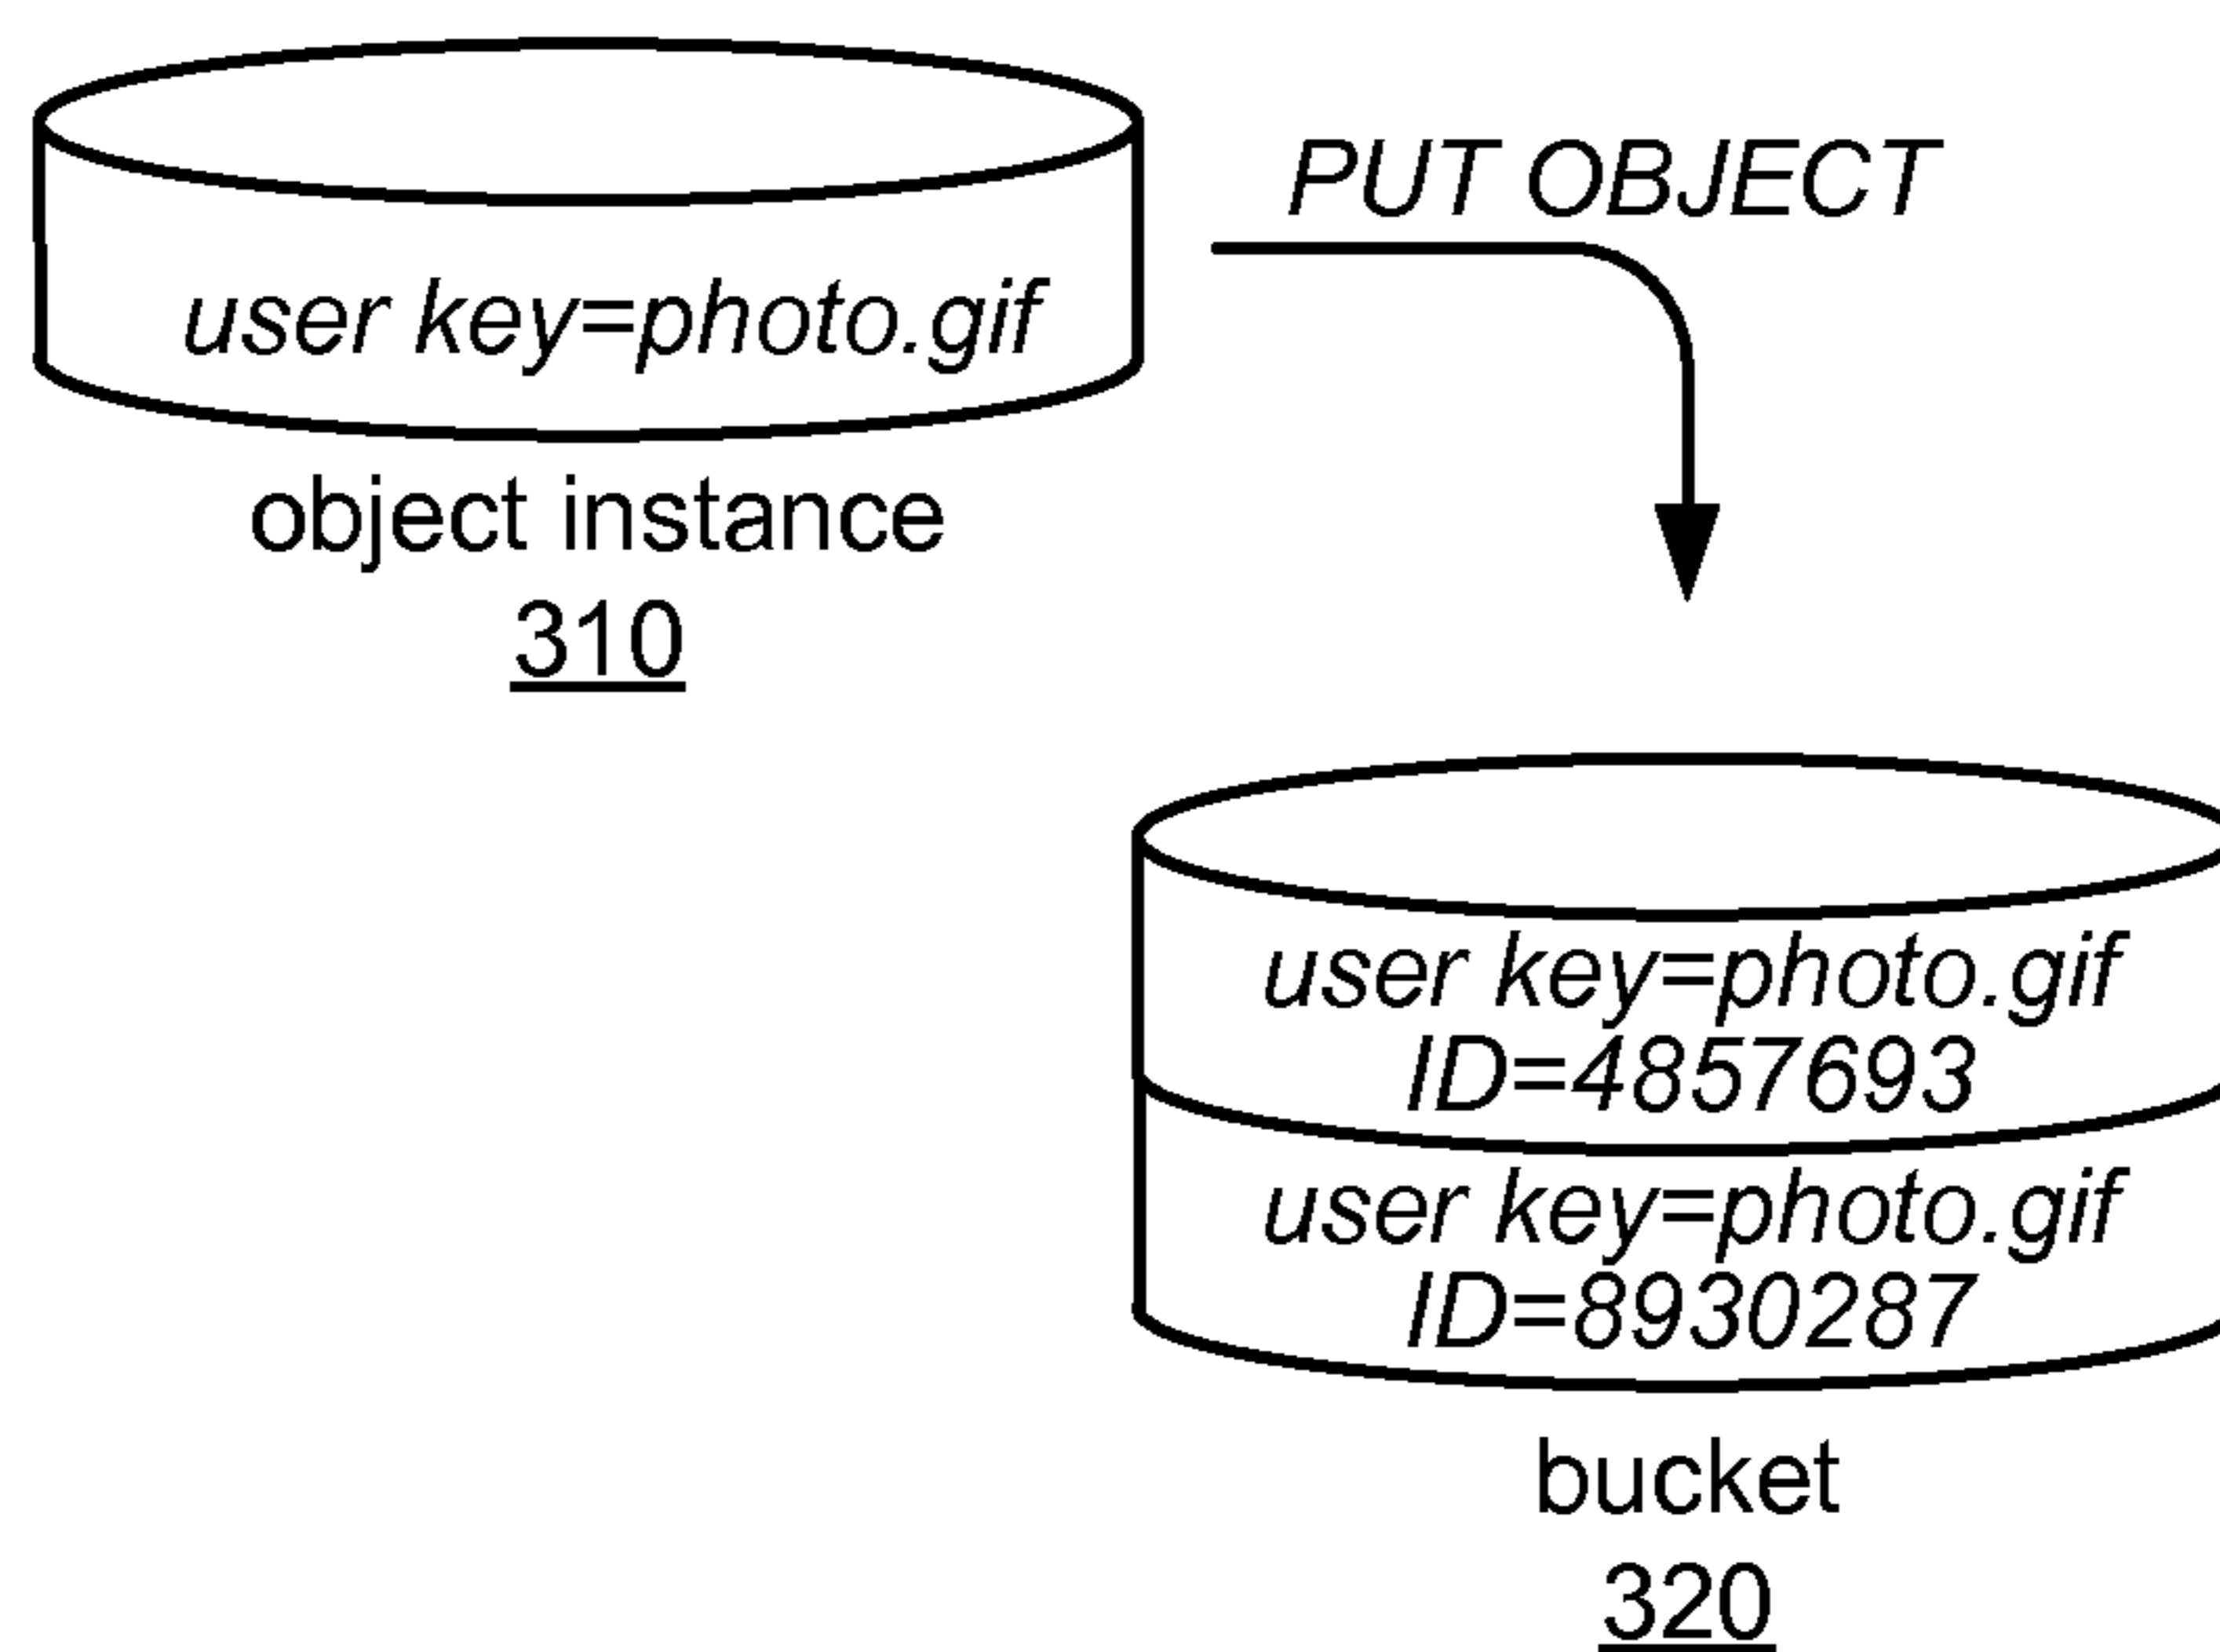 PUT OBJECT
user key=photo.gif
object instance
310
user key=photo.gif
ID=4857693
user key=photo.gif
ID=8930287
bucket
320